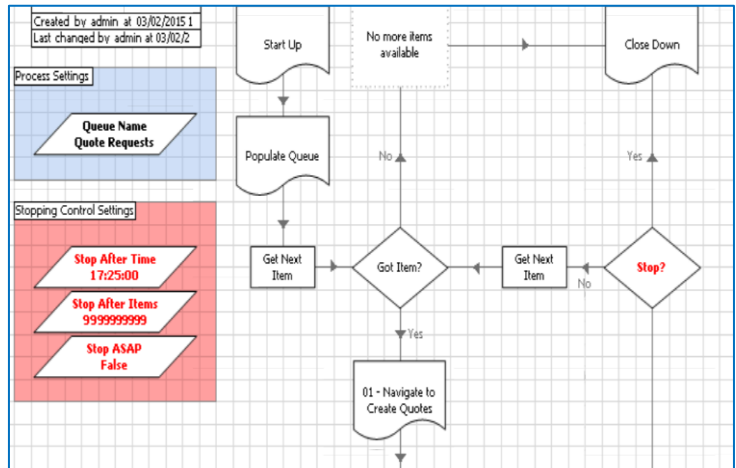 Created by admin at 03/02/2015 1
Last changed by admin at 03/02/2
Process Settings
Queue Name
Quote Requests
Stopping Control Settings
Stop After Time
17:25:00
Stop After Items
9999999999
Stop ASAP
False
Start Up
No more items
available
Close Down
Populate Queue
No
Yes
Get Next
Item
Got Item?
Get Next
Item
No
Stop?
Yes
01 - Navigate to
Create Quotes